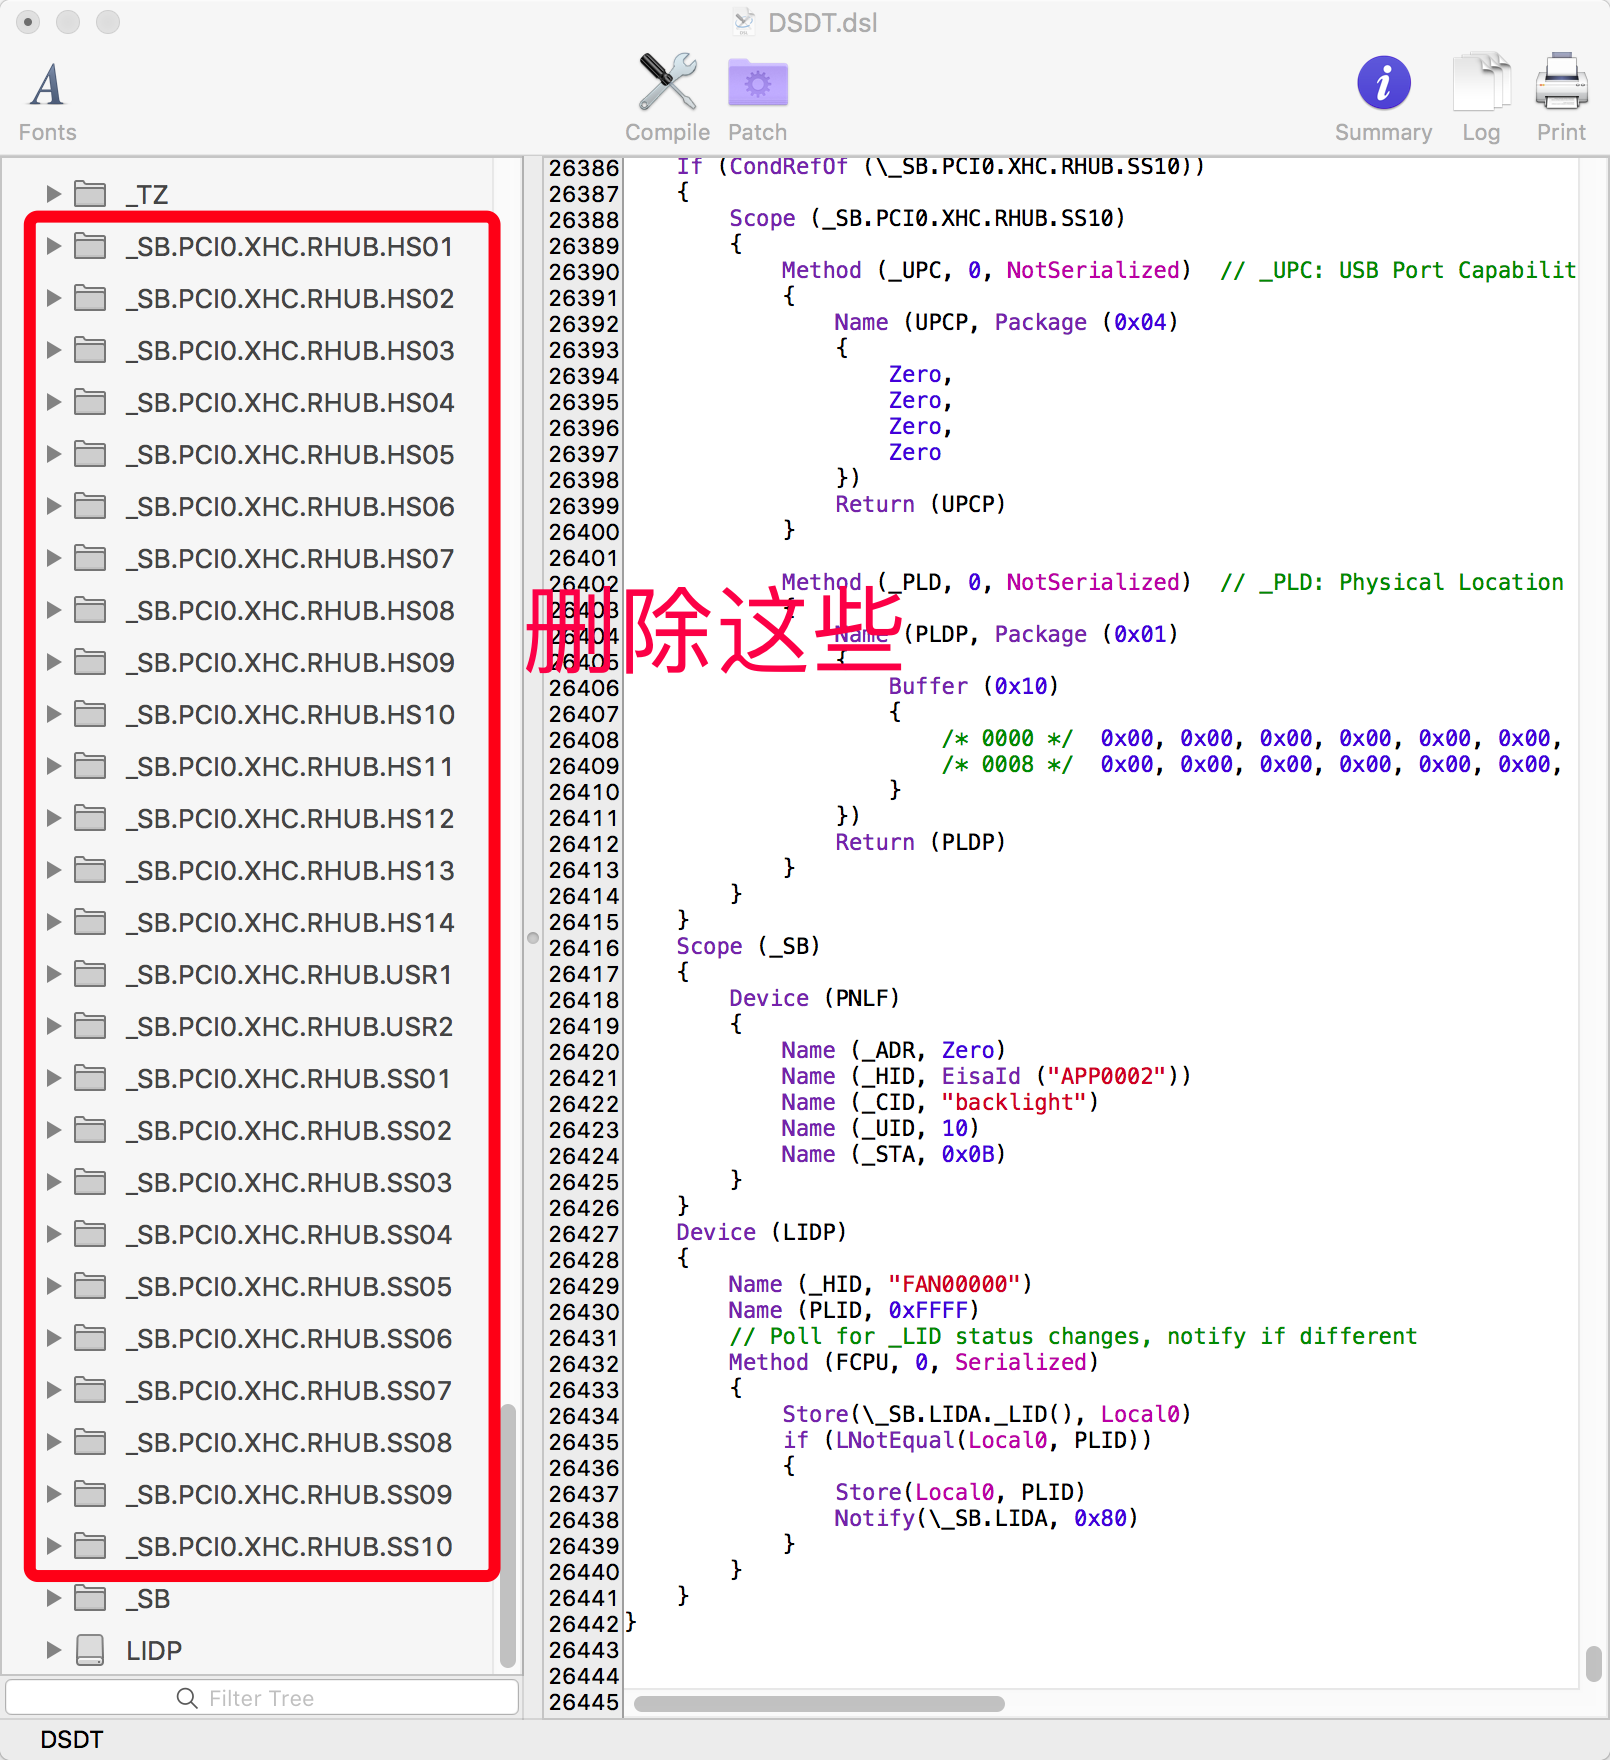 DSDT.dsl
Fonts
Compile
Patch
Summary
Log
Print
_TZ
_SB.PCI0.XHC.RHUB.HS01
_SB.PCI0.XHC.RHUB.HS02
_SB.PCI0.XHC.RHUB.HS03
_SB.PCI0.XHC.RHUB.HS04
_SB.PCI0.XHC.RHUB.HS05
_SB.PCI0.XHC.RHUB.HS06
_SB.PCI0.XHC.RHUB.HS07
_SB.PCI0.XHC.RHUB.HS08
_SB.PCI0.XHC.RHUB.HS09
_SB.PCI0.XHC.RHUB.HS10
_SB.PCI0.XHC.RHUB.HS11
_SB.PCI0.XHC.RHUB.HS12
_SB.PCI0.XHC.RHUB.HS13
_SB.PCI0.XHC.RHUB.HS14
_SB.PCI0.XHC.RHUB.USR1
_SB.PCI0.XHC.RHUB.USR2
_SB.PCI0.XHC.RHUB.SS01
_SB.PCI0.XHC.RHUB.SS02
_SB.PCI0.XHC.RHUB.SS03
_SB.PCI0.XHC.RHUB.SS04
_SB.PCI0.XHC.RHUB.SS05
_SB.PCI0.XHC.RHUB.SS06
_SB.PCI0.XHC.RHUB.SS07
_SB.PCI0.XHC.RHUB.SS08
_SB.PCI0.XHC.RHUB.SS09
_SB.PCI0.XHC.RHUB.SS10
_SB
LIDP
Filter Tree
DSDT
删除这些
26386 If (CondRefOf (\_SB.PCI0.XHC.RHUB.SS10))
26387 {
26388 Scope (_SB.PCI0.XHC.RHUB.SS10)
26389 {
26390 Method (_UPC, 0, NotSerialized) // _UPC: USB Port Capabilit
26391 {
26392 Name (UPCP, Package (0x04)
26393 {
26394 Zero,
26395 Zero,
26396 Zero,
26397 Zero
26398 })
26399 Return (UPCP)
26400 }
26401
26402 Method (_PLD, 0, NotSerialized) // _PLD: Physical Location
26403 {
26404 Name (PLDP, Package (0x01)
26405 {
26406 Buffer (0x10)
26407 {
26408 /* 0000 */ 0x00, 0x00, 0x00, 0x00, 0x00, 0x00,
26409 /* 0008 */ 0x00, 0x00, 0x00, 0x00, 0x00, 0x00,
26410 }
26411 })
26412 Return (PLDP)
26413 }
26414 }
26415 }
26416 Scope (_SB)
26417 {
26418 Device (PNLF)
26419 {
26420 Name (_ADR, Zero)
26421 Name (_HID, EisaId ("APP0002"))
26422 Name (_CID, "backlight")
26423 Name (_UID, 10)
26424 Name (_STA, 0x0B)
26425 }
26426 }
26427 Device (LIDP)
26428 {
26429 Name (_HID, "FAN00000")
26430 Name (PLID, 0xFFFF)
26431 // Poll for _LID status changes, notify if different
26432 Method (FCPU, 0, Serialized)
26433 {
26434 Store(\_SB.LIDA._LID(), Local0)
26435 if (LNotEqual(Local0, PLID))
26436 {
26437 Store(Local0, PLID)
26438 Notify(\_SB.LIDA, 0x80)
26439 }
26440 }
26441 }
26442 }
26443
26444
26445